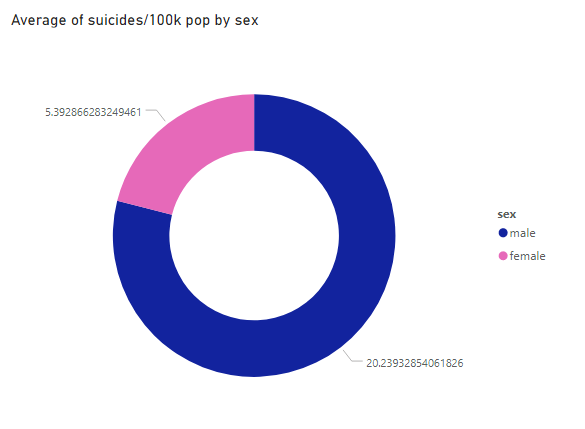 Average of suicides/100k pop by sex
5.392866283249461
sex
male
female
20.23932854061826